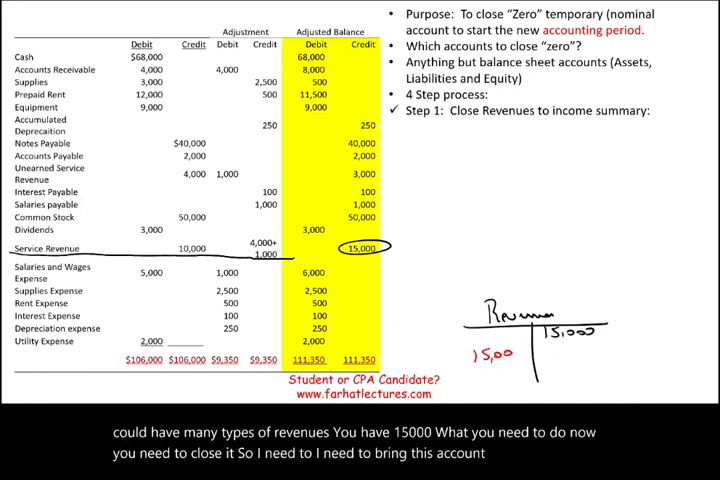 Adjustment Adjusted Balance
Debit Credit Debit Credit Debit Credit
Cash $68,000 68,000
Accounts Receivable 4,000 4,000 8,000
Supplies 3,000 2,500 500
Prepaid Rent 12,000 500 11,500
Equipment 9,000 9,000
Accumulated
Deprecaition 250 250
Notes Payable $40,000 40,000
Accounts Payable 2,000 2,000
Unearned Service
Revenue 4,000 1,000 3,000
Interest Payable 100 100
Salaries payable 1,000 1,000
Common Stock 50,000 50,000
Dividends 3,000 3,000
Service Revenue 10,000 4,000+ 15,000
1,000
Salaries and Wages
Expense 5,000 1,000 6,000
Supplies Expense 2,500 2,500
Rent Expense 500 500
Interest Expense 100 100
Depreciation expense 250 250
Utility Expense 2,000 2,000
$106,000 $106,000 $9,350 $9,350 111,350 111,350
• Purpose: To close “Zero” temporary (nominal
account to start the new accounting period.
• Which accounts to close “zero”?
• Anything but balance sheet accounts (Assets,
Liabilities and Equity)
• 4 Step process:
✓ Step 1: Close Revenues to income summary:
Revenues
15,000
15,00
Student or CPA Candidate?
www.farhatlectures.com
could have many types of revenues You have 15000 What you need to do now
you need to close it So I need to I need to bring this account